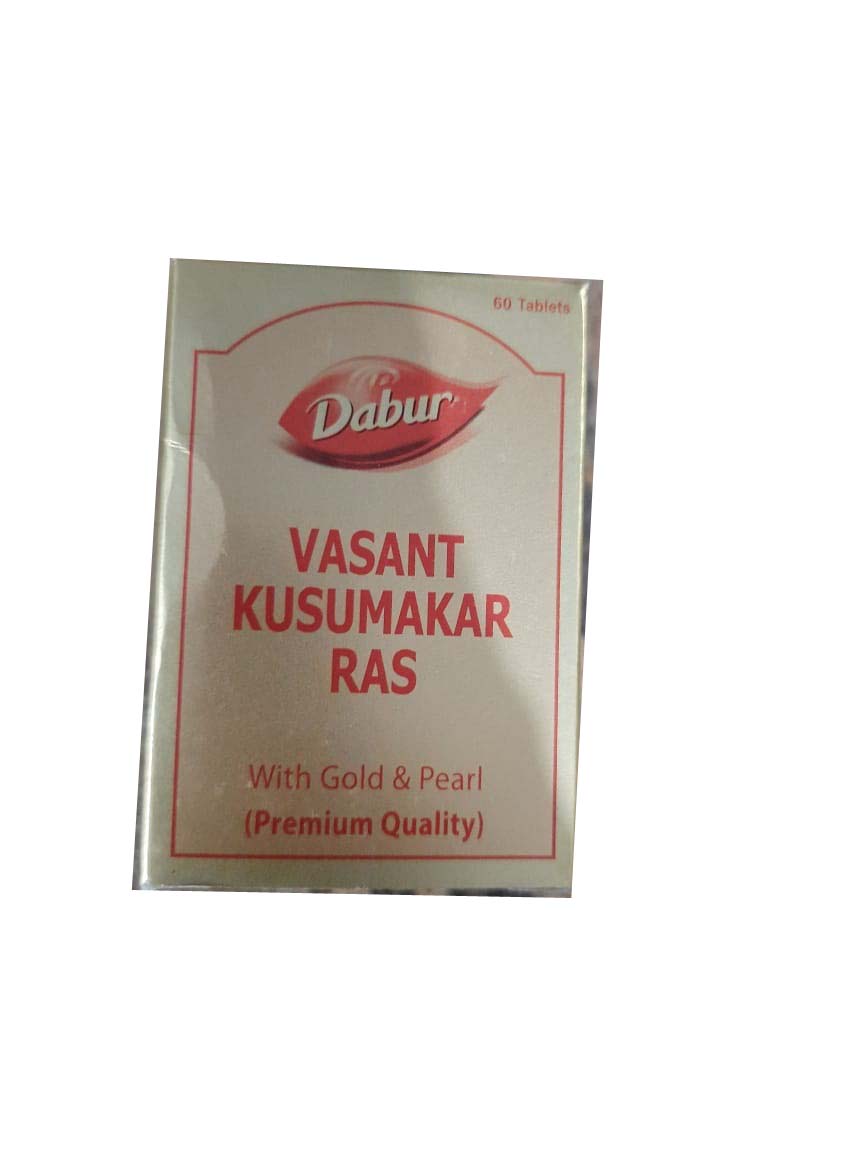 60 Tablets
Dabur
VASANT
KUSUMAKAR
RAS
With Gold & Pearl
(Premium Quality)